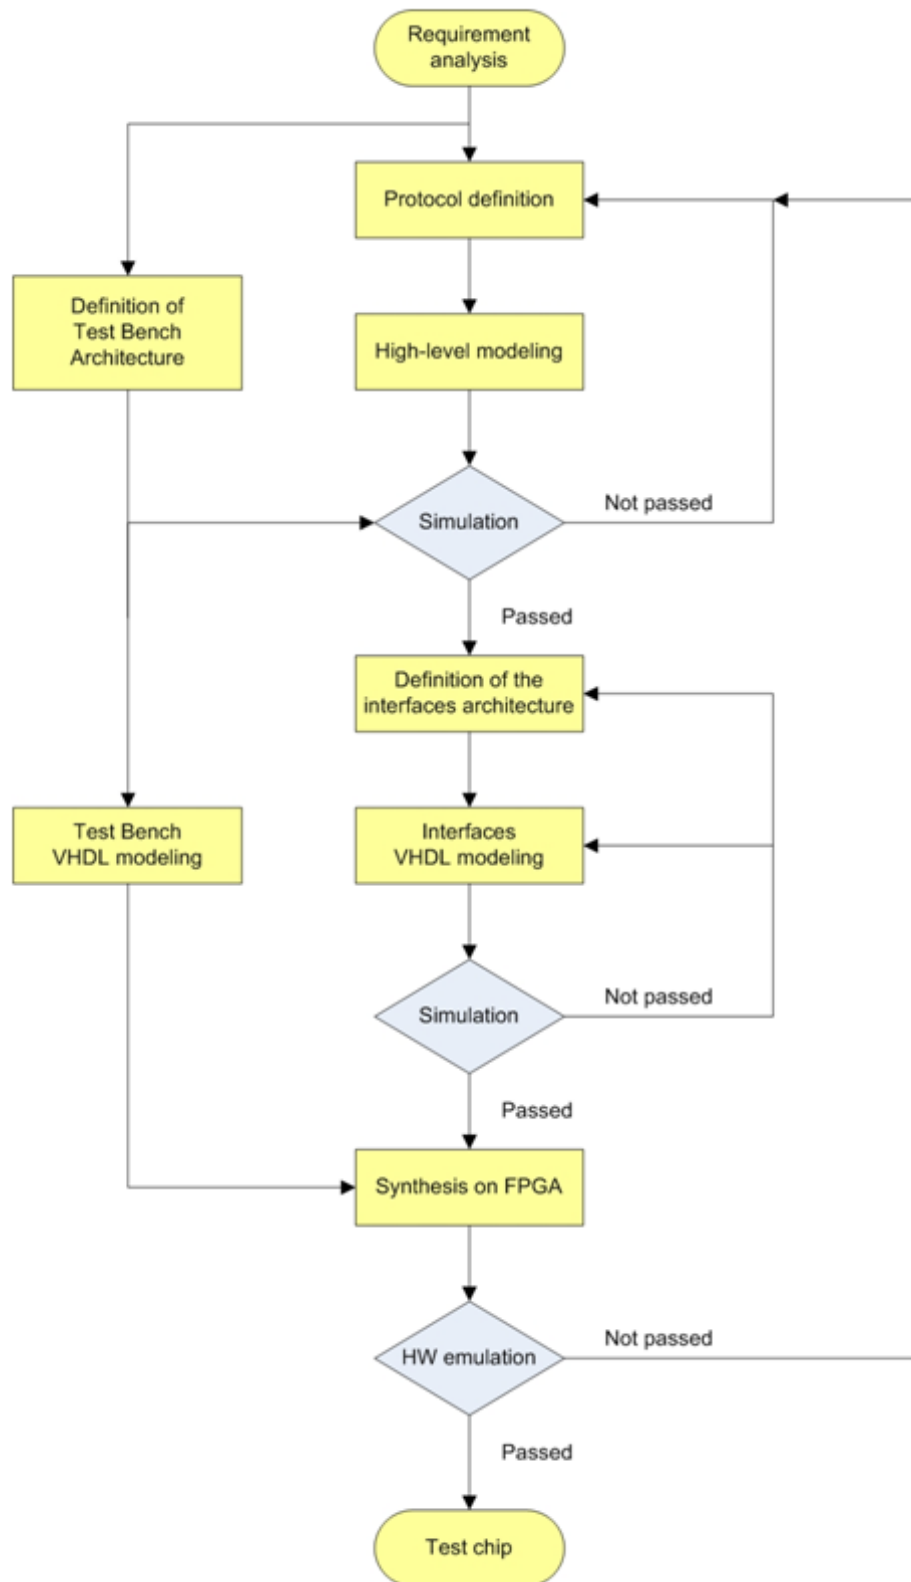 Requirement
analysis
Protocol definition
Definition of
Test Bench
Architecture
High-level modeling
Simulation
Not passed
Passed
Definition of the
interfaces architecture
Test Bench
VHDL modeling
Interfaces
VHDL modeling
Simulation
Not passed
Passed
Synthesis on FPGA
HW emulation
Not passed
Passed
Test chip